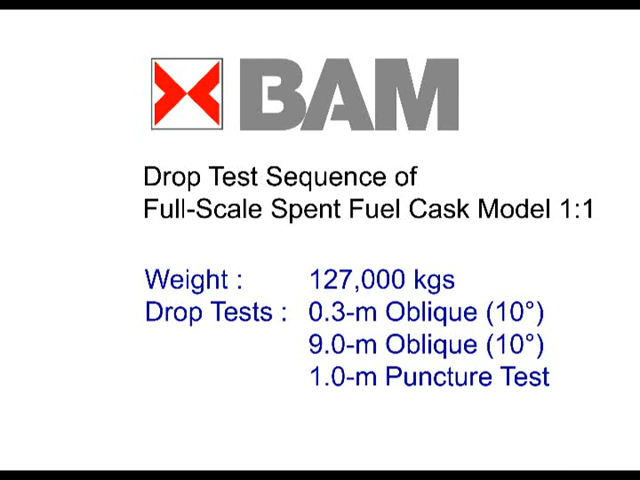 BAM
Drop Test Sequence of
Full-Scale Spent Fuel Cask Model 1:1
Weight : 127,000 kgs
Drop Tests : 0.3-m Oblique (10°)
9.0-m Oblique (10°)
1.0-m Puncture Test